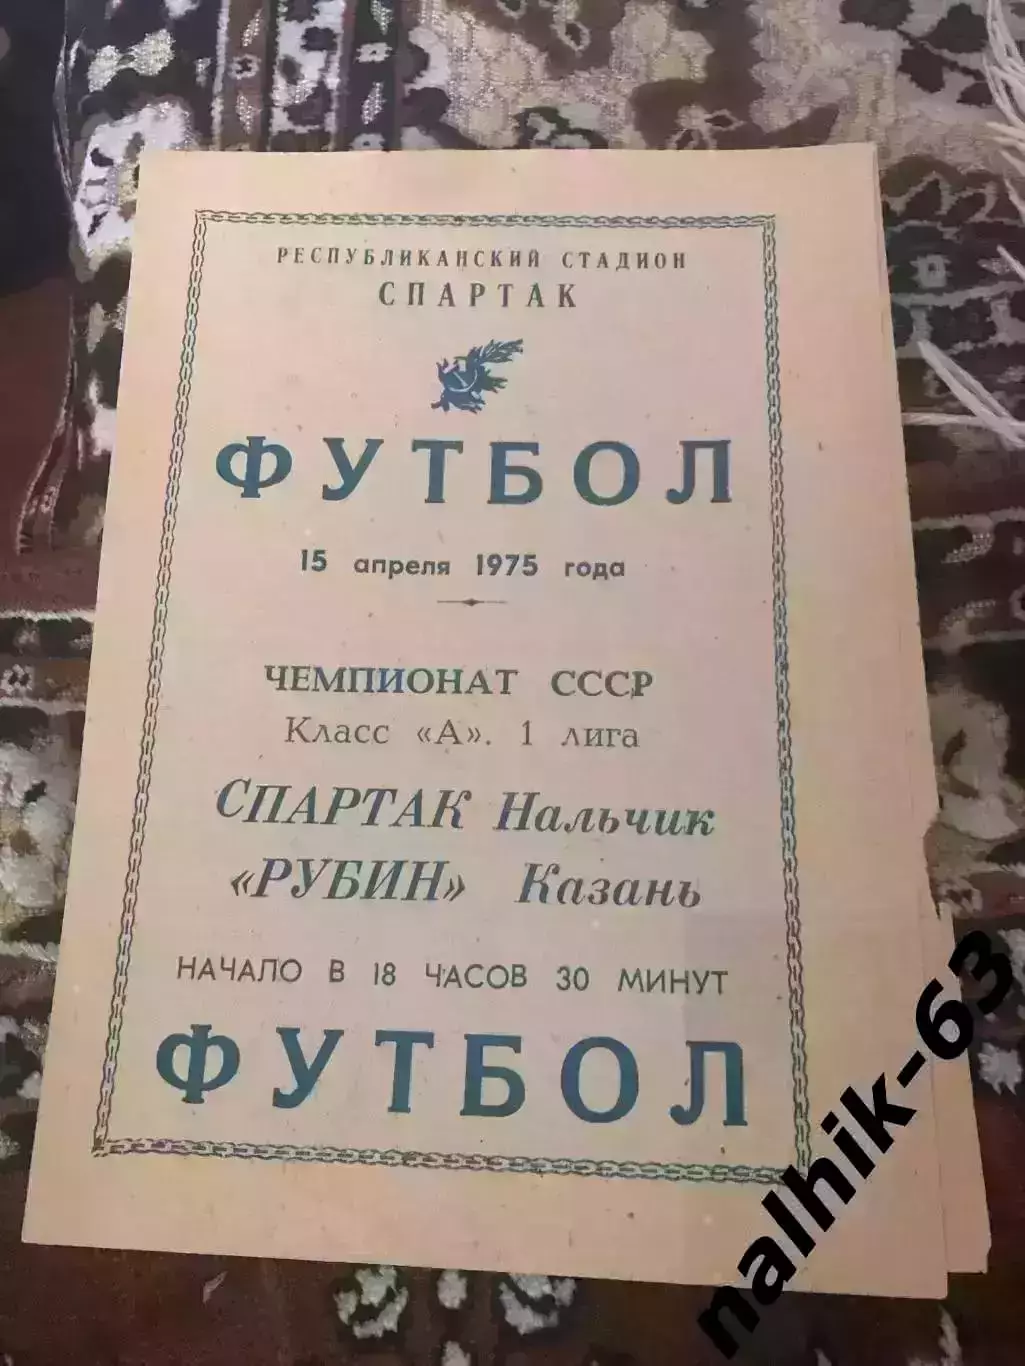 РЕСПУБЛИКАНСКИЙ СТАДИОН
СПАРТАК
ФУТБОЛ
15 апреля 1975 года
ЧЕМПИОНАТ СССР
Класс «А». 1 лига
СПАРТАК Нальчик
«РУБИН» Казань
НАЧАЛО В 18 ЧАСОВ 30 МИНУТ
ФУТБОЛ
nalhik-63